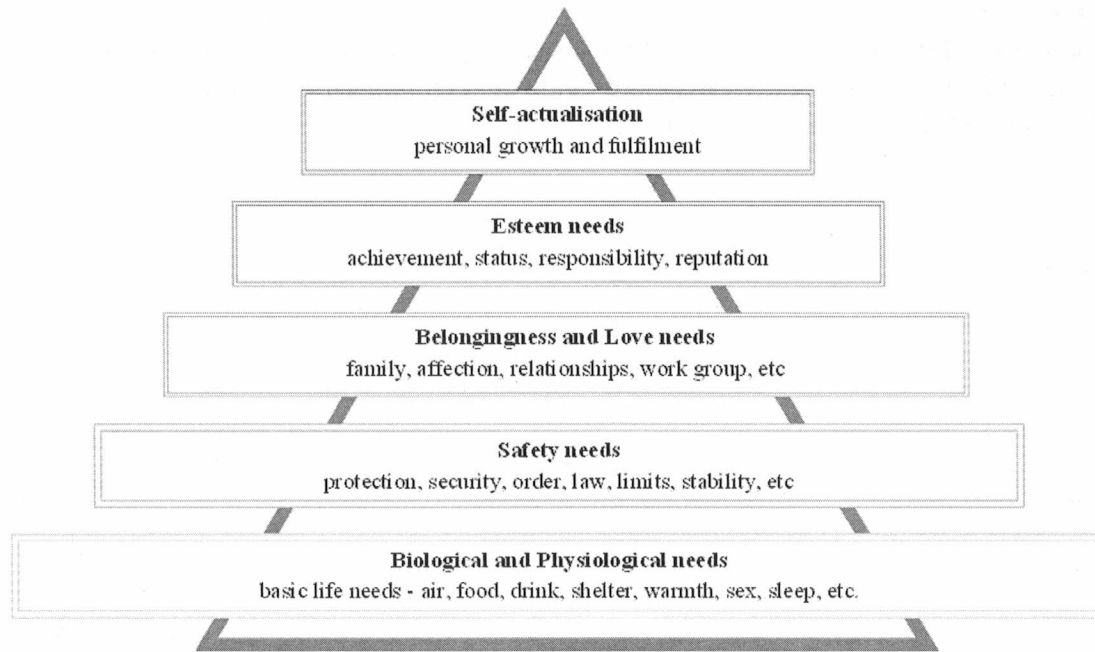 Self-actualisation
personal growth and fulfilment
Esteem needs
achievement, status, responsibility, reputation
Belongingness and Love needs
family, affection, relationships, work group, etc
Safety needs
protection, security, order, law, limits, stability, etc
Biological and Physiological needs
basic life needs - air, food, drink, shelter, warmth, sex, sleep, etc.